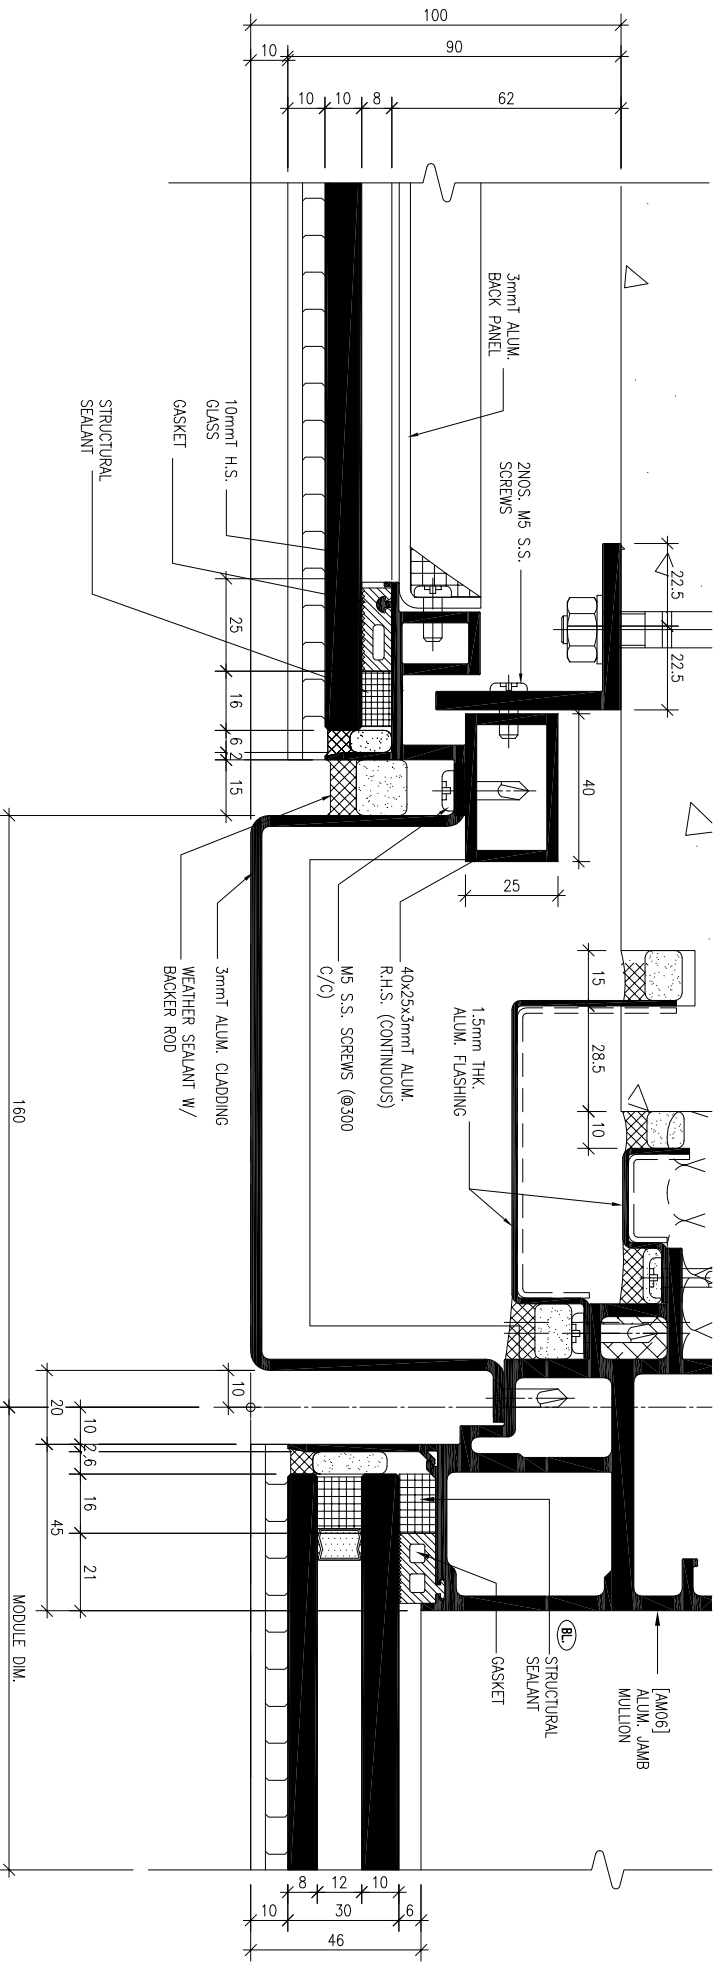 100
90
10
10
10
8
62
3mmT ALUM.
BACK PANEL
2NOS. M5 S.S.
SCREWS
22.5
22.5
10mmT H.S.
GLASS
GASKET
STRUCTURAL
SEALANT
25
16
6
2
15
40
25
40x25x3mmT ALUM.
R.H.S. (CONTINUOUS)
M5 S.S. SCREWS (@300
C/C)
3mmT ALUM. CLADDING
WEATHER SEALANT W/
BACKER ROD
15
28.5
10
1.5mm THK.
ALUM. FLASHING
160
10
20
10
2
6
16
45
21
MODULE DIM.
[AM06]
ALUM. JAMB
MULLION
BL.
STRUCTURAL
SEALANT
GASKET
8
12
10
10
30
6
46